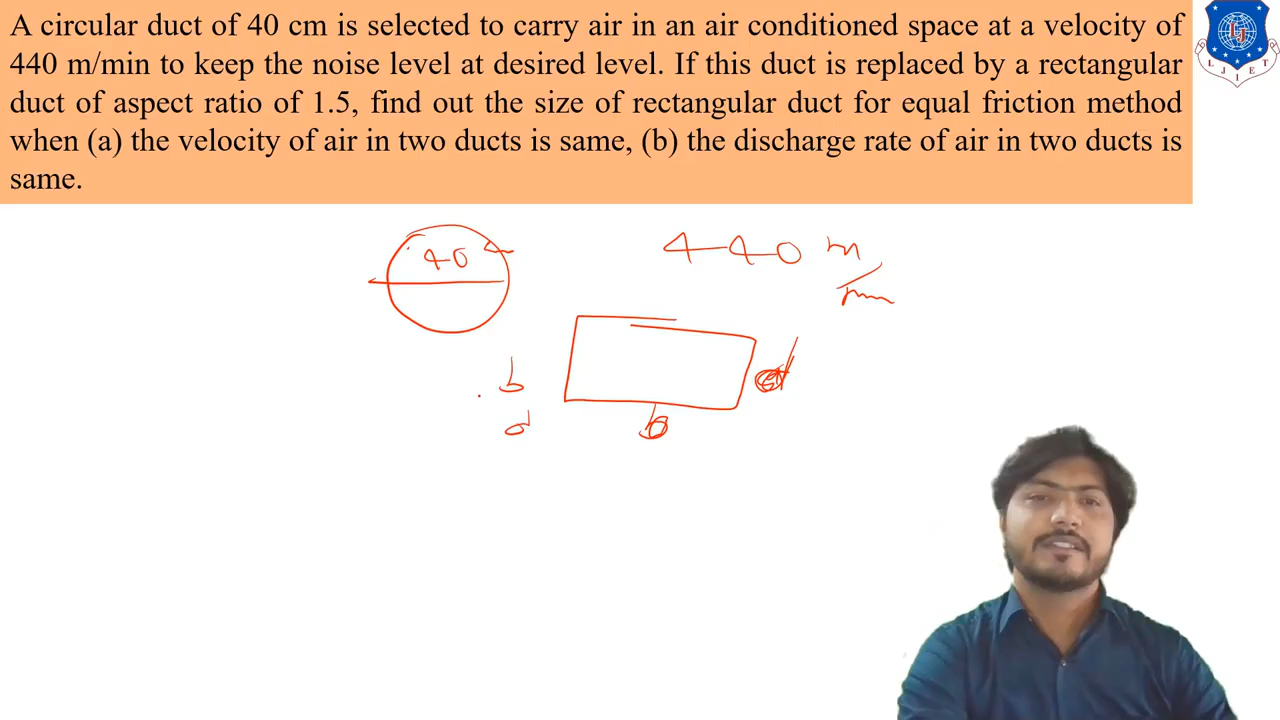 A circular duct of 40 cm is selected to carry air in an air conditioned space at a velocity of
440 m/min to keep the noise level at desired level. If this duct is replaced by a rectangular
duct of aspect ratio of 1.5, find out the size of rectangular duct for equal friction method
when (a) the velocity of air in two ducts is same, (b) the discharge rate of air in two ducts is
same.
LJ
L J I E T
40
440 m/min
b
d
b